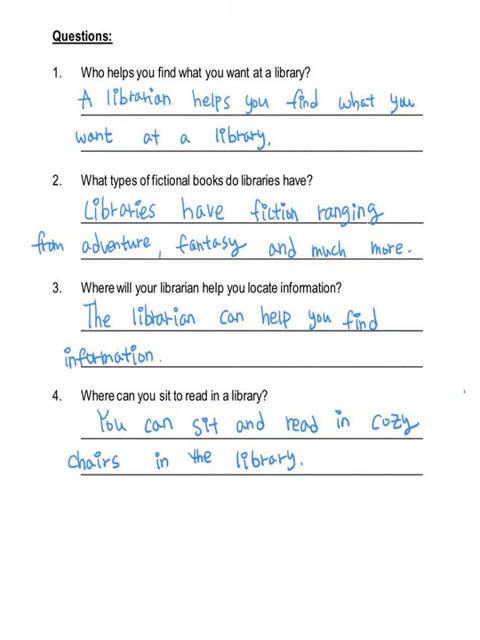 Questions:
1. Who helps you find what you want at a library?
A librarian helps you find what you
want at a library.
2. What types of fictional books do libraries have?
Libraries have fiction ranging
from adventure, fantasy and much more.
3. Where will your librarian help you locate information?
The librarian can help you find
information.
4. Where can you sit to read in a library?
You can sit and read in cozy
chairs in the library.